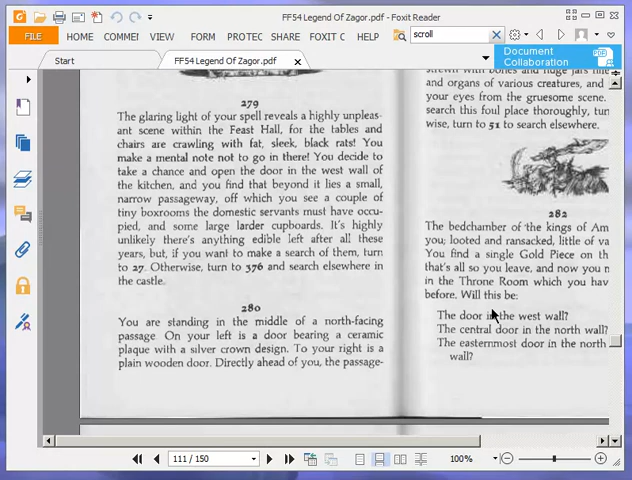 FF54 Legend Of Zagor.pdf - Foxit Reader
FILE HOME COMMEI VIEW FORM PROTEC SHARE FOXIT C HELP scroll
Start FF54 Legend Of Zagor.pdf
Document
Collaboration
279
The glaring light of your spell reveals a highly unpleas-
ant scene within the Feast Hall, for the tables and
chairs are crawling with fat, sleek, black rats! You
make a mental note not to go in there! You decide to
take a chance and open the door in the west wall of
the kitchen, and you find that beyond it lies a small,
narrow passageway, off which you see a couple of
tiny boxrooms the domestic servants must have occu-
pied, and some large larder cupboards. It's highly
unlikely there's anything edible left after all these
years, but, if you want to make a search of them, turn
to 27. Otherwise, turn to 376 and search elsewhere in
the castle.
280
You are standing in the middle of a north-facing
passage. On your left is a door bearing a ceramic
plaque with a silver crown design. To your right is a
plain wooden door. Directly ahead of you, the passage-
strewn with bones and huge jars
and organs of various creatures, and
your eyes from the gruesome scene.
search this foul place thoroughly, tur
wise, turn to 51 to search elsewhere.
282
The bedchamber of the kings of Am
you; looted and ransacked, little of va
You find a single Gold Piece on th
that's all so you leave, and now you n
in the Throne Room which you hav
before. Will this be:
The door in the west wall?
The central door in the north wall?
The easternmost door in the north
wall?
111 / 150 100%